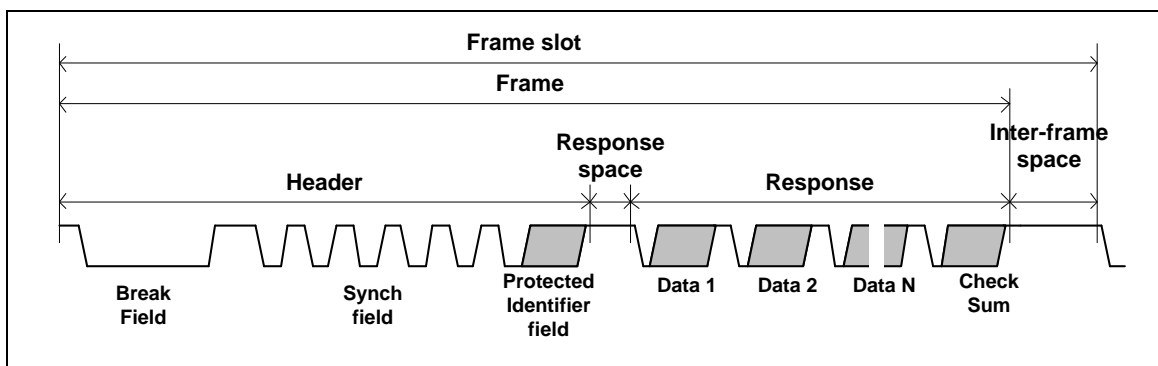 Frame slot
Frame
Inter-frame
space
Response
space
Header
Response
Break
Field
Synch
field
Protected
Identifier
field
Data 1
Data 2
Data N
Check
Sum